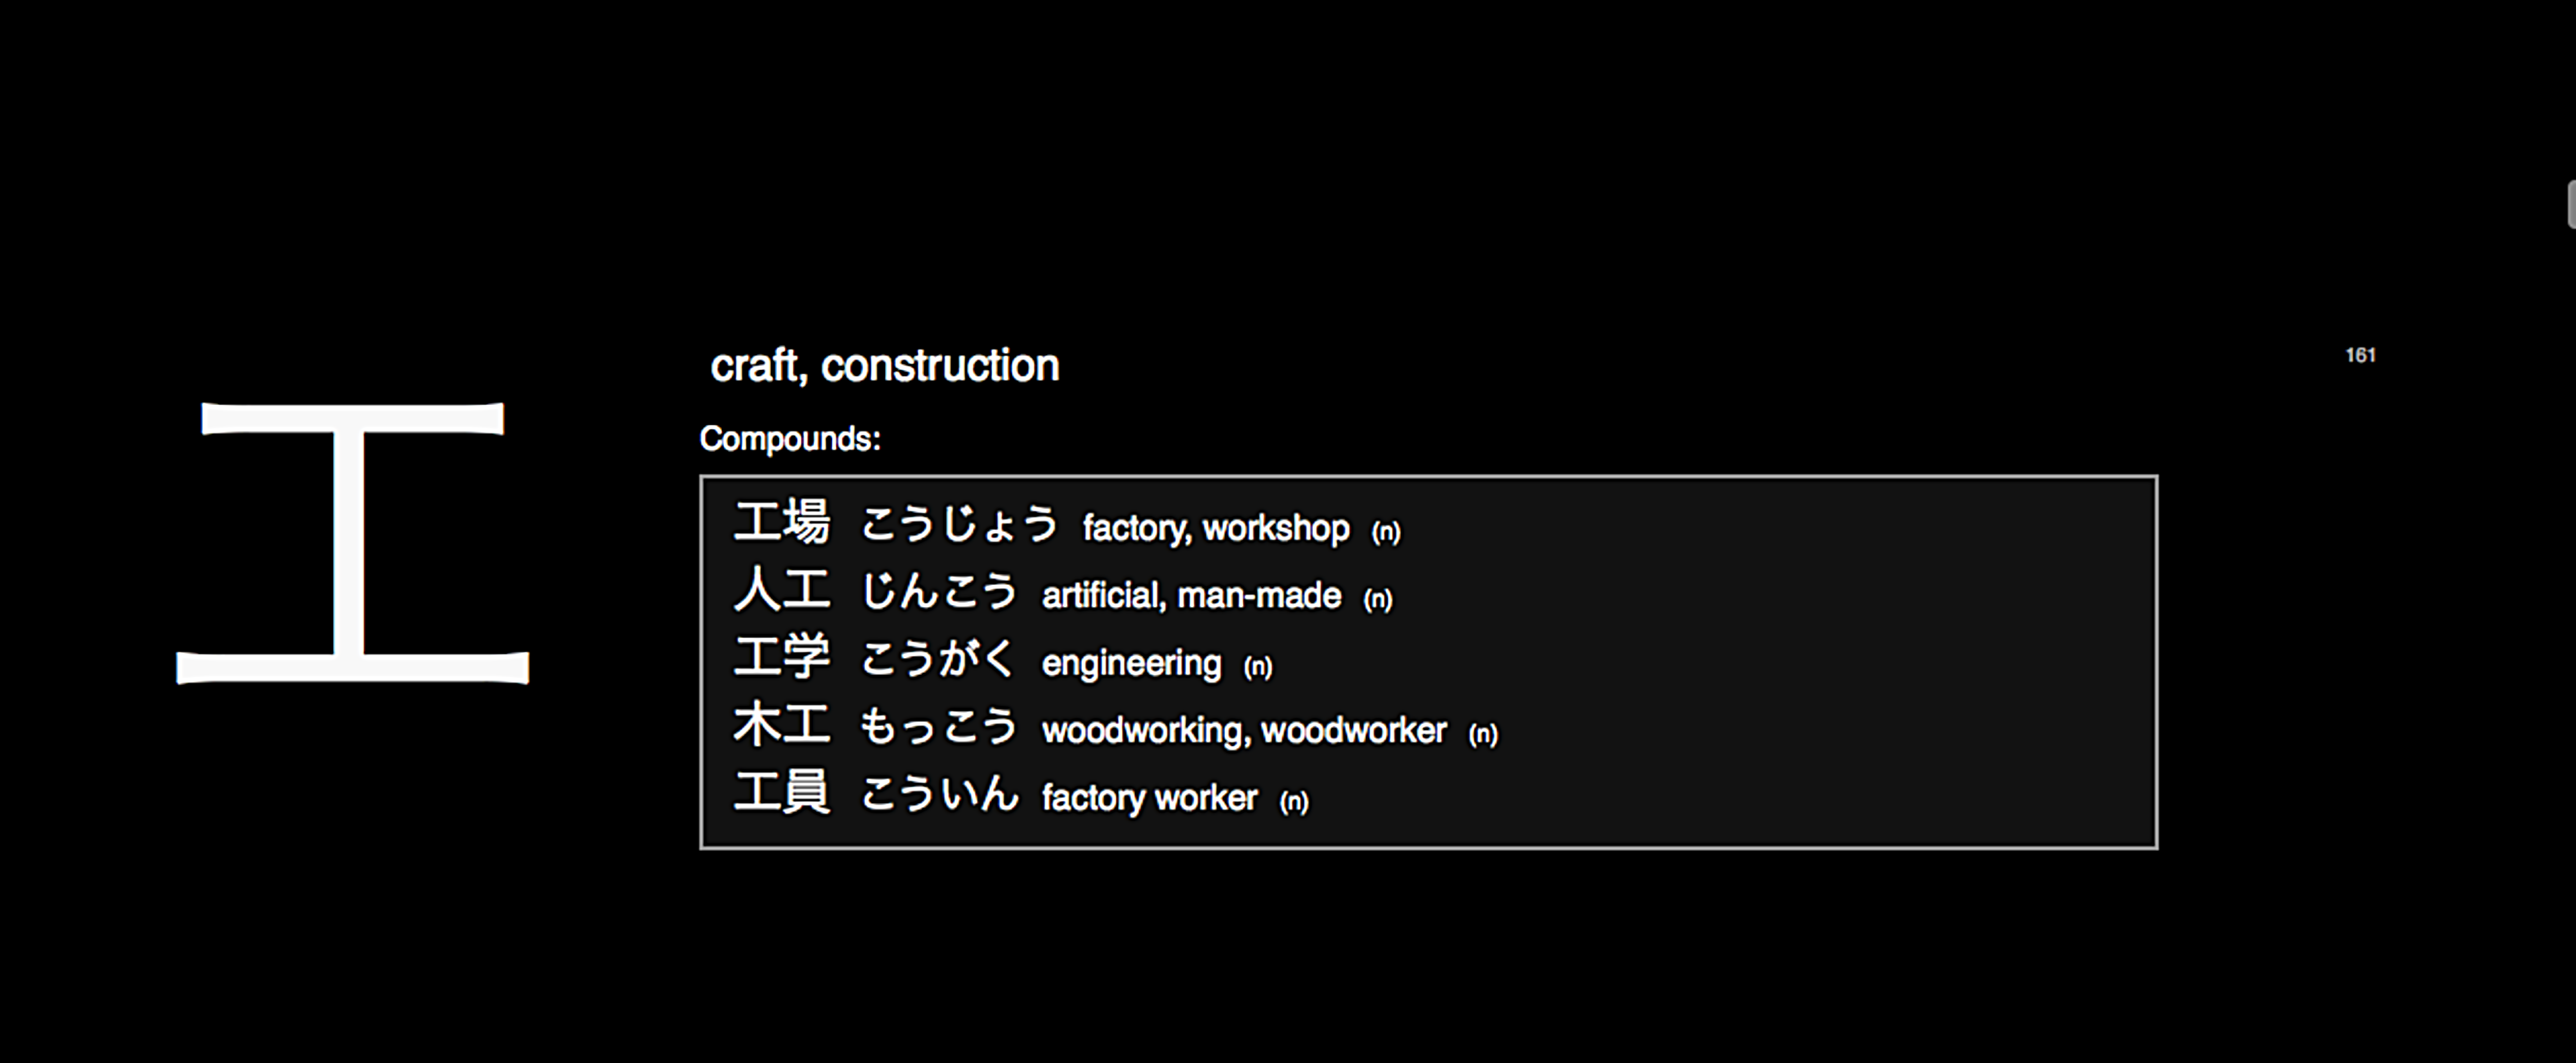 工
craft, construction
161
Compounds:
工場 こうじょう factory, workshop (n)
人工 じんこう artificial, man-made (n)
工学 こうがく engineering (n)
木工 もっこう woodworking, woodworker (n)
工員 こういん factory worker (n)